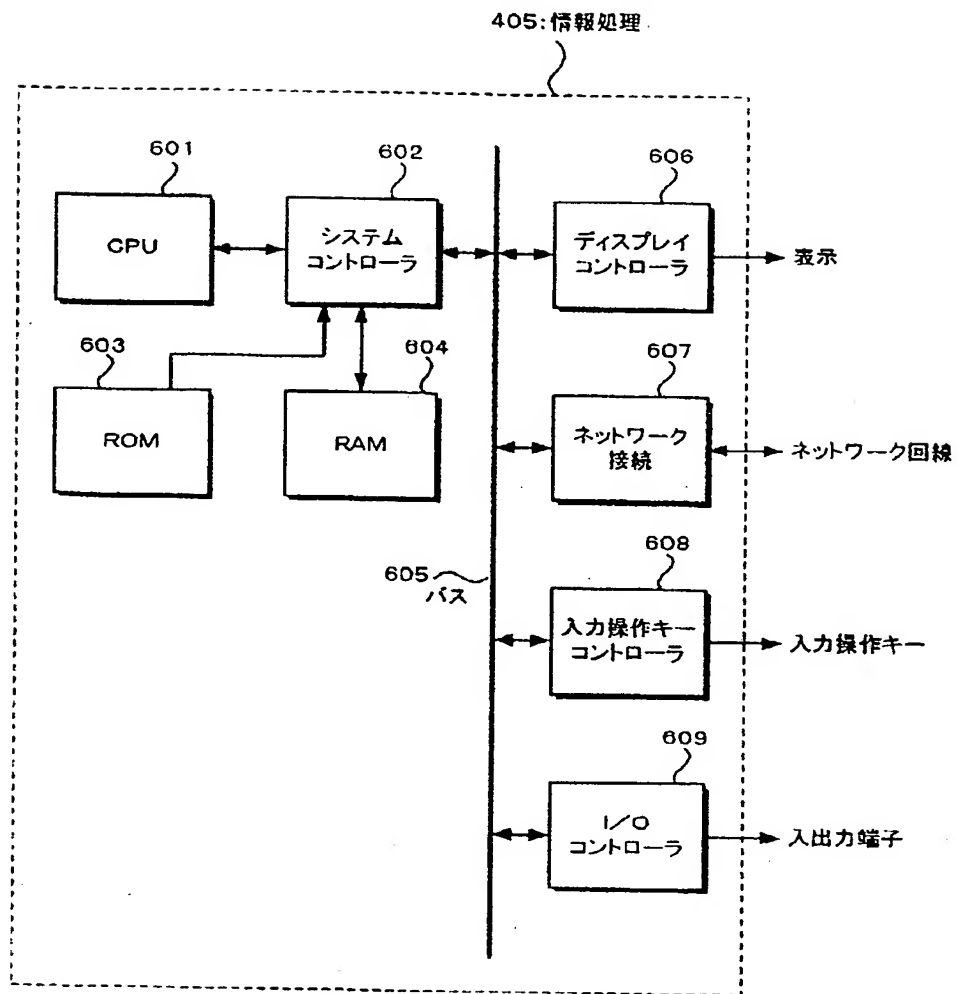 405:情報処理
601
CPU
602
システム
コントローラ
606
ディスプレイ
コントローラ
表示
603
ROM
604
RAM
607
ネットワーク
接続
ネットワーク回線
605
バス
608
入力操作キー
コントローラ
入力操作キー
609
I/O
コントローラ
入出力端子